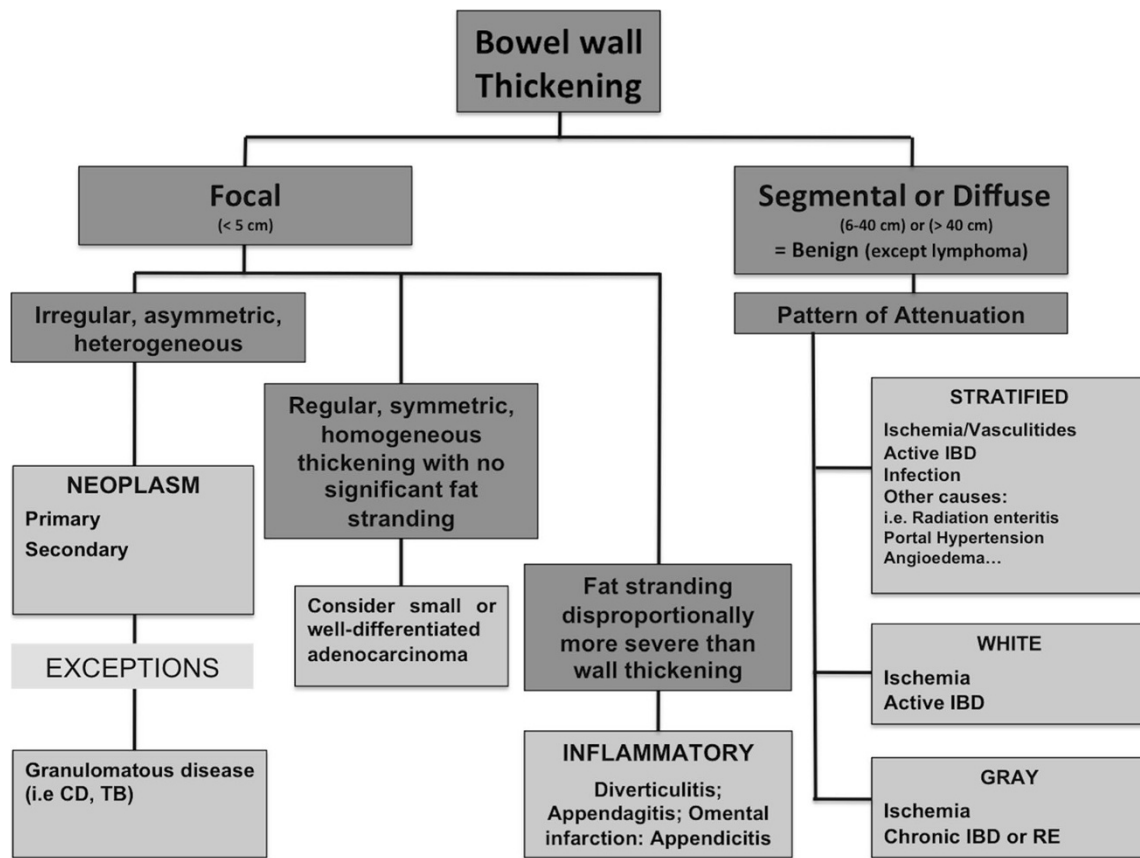 Bowel wall
Thickening
Focal
(< 5 cm)
Segmental or Diffuse
(6-40 cm) or (> 40 cm)
= Benign (except lymphoma)
Irregular, asymmetric,
heterogeneous
NEOPLASM
Primary
Secondary
EXCEPTIONS
Granulomatous disease
(i.e CD, TB)
Regular, symmetric,
homogeneous
thickening with no
significant fat
stranding
Consider small or
well-differentiated
adenocarcinoma
Fat stranding
disproportionally
more severe than
wall thickening
INFLAMMATORY
Diverticulitis;
Appendagitis; Omental
infarction: Appendicitis
Pattern of Attenuation
STRATIFIED
Ischemia/Vasculitides
Active IBD
Infection
Other causes:
i.e. Radiation enteritis
Portal Hypertension
Angioedema…
WHITE
Ischemia
Active IBD
GRAY
Ischemia
Chronic IBD or RE